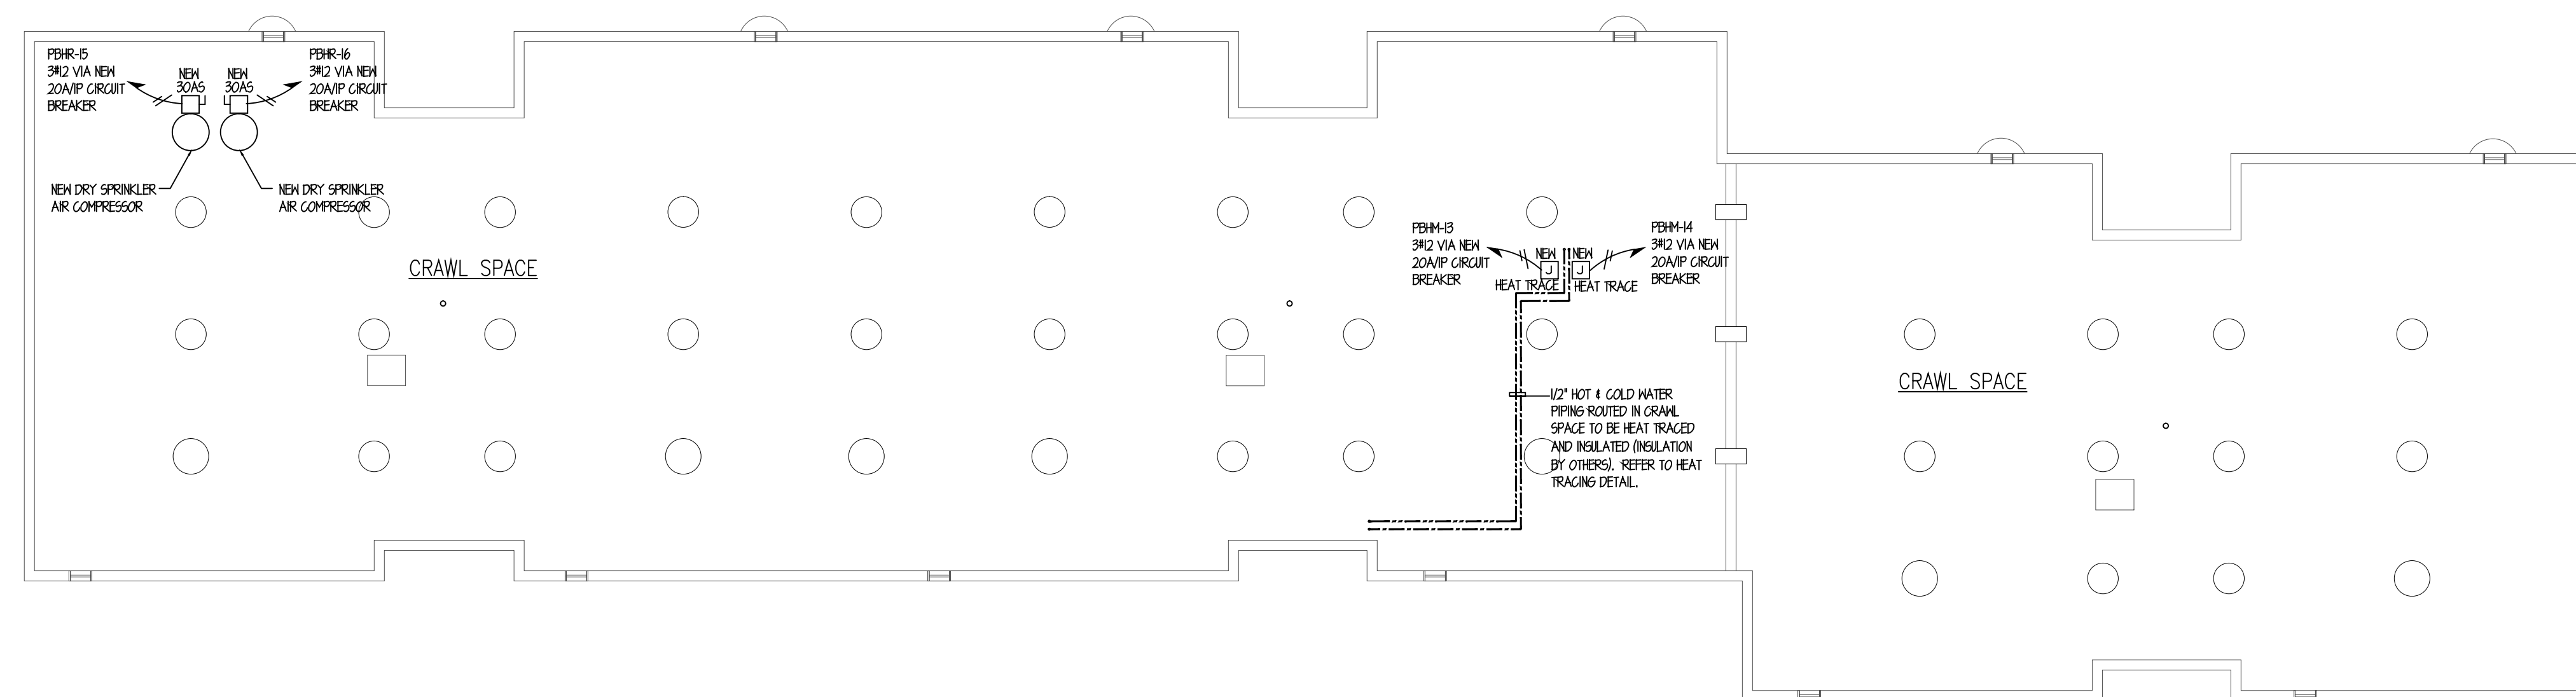 PBHR-15
3#12 VIA NEW
20A/1P CIRCUIT
BREAKER
NEW
30AS
NEW
30AS
PBHR-16
3#12 VIA NEW
20A/1P CIRCUIT
BREAKER
NEW DRY SPRINKLER
AIR COMPRESSOR
NEW DRY SPRINKLER
AIR COMPRESSOR
CRAWL SPACE
PBHM-13
3#12 VIA NEW
20A/1P CIRCUIT
BREAKER
NEW
J
HEAT TRACE
NEW
J
HEAT TRACE
PBHM-14
3#12 VIA NEW
20A/1P CIRCUIT
BREAKER
1/2" HOT & COLD WATER
PIPING ROUTED IN CRAWL
SPACE TO BE HEAT TRACED
AND INSULATED (INSULATION
BY OTHERS). REFER TO HEAT
TRACING DETAIL.
CRAWL SPACE